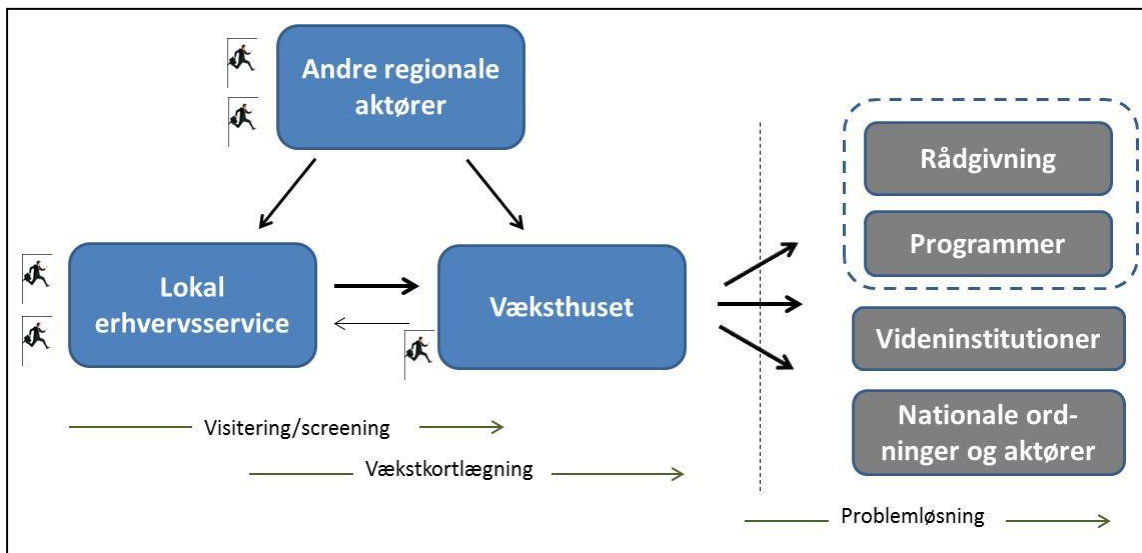 Andre regionale
aktører
Rådgivning
Programmer
Lokal
erhvervsservice
Væksthuset
Videninstitutioner
Nationale ord-
ninger og aktører
Visitering/screening
Vækstkortlægning
Problemløsning